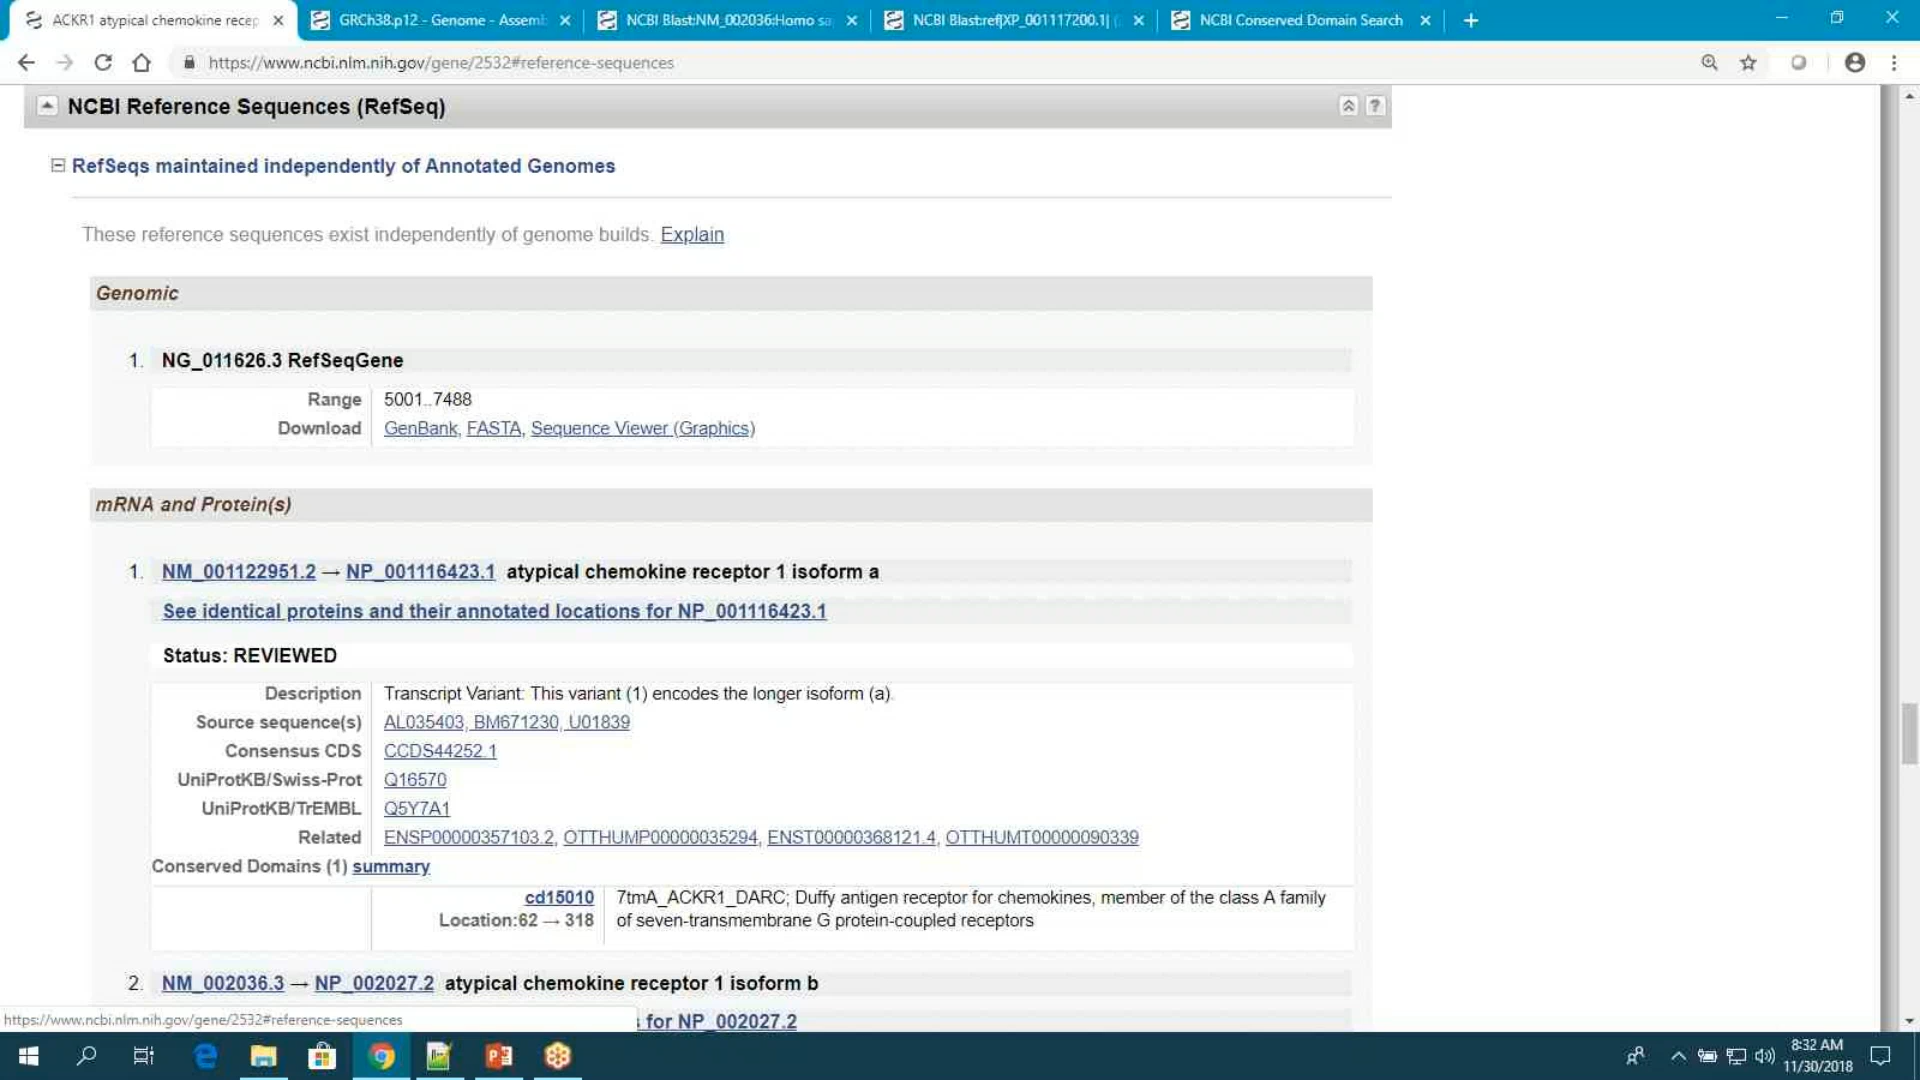 ACKR1 atypical chemokine recep
GRCh38.p12 - Genome - Assemb
NCBI Blast:NM_002036:Homo sa
NCBI Blast:ref|XP_001117200.1| (
NCBI Conserved Domain Search
https://www.ncbi.nlm.nih.gov/gene/2532#reference-sequences
NCBI Reference Sequences (RefSeq)
?
RefSeqs maintained independently of Annotated Genomes
These reference sequences exist independently of genome builds. Explain
Genomic
1. NG_011626.3 RefSeqGene
Range 5001..7488
Download GenBank, FASTA, Sequence Viewer (Graphics)
mRNA and Protein(s)
1. NM_001122951.2 → NP_001116423.1 atypical chemokine receptor 1 isoform a
See identical proteins and their annotated locations for NP_001116423.1
Status: REVIEWED
Description Transcript Variant: This variant (1) encodes the longer isoform (a).
Source sequence(s) AL035403, BM671230, U01839
Consensus CDS CCDS44252.1
UniProtKB/Swiss-Prot Q16570
UniProtKB/TrEMBL Q5Y7A1
Related ENSP00000357103.2, OTTHUMP00000035294, ENST00000368121.4, OTTHUMT00000090339
Conserved Domains (1) summary
cd15010 7tmA_ACKR1_DARC; Duffy antigen receptor for chemokines, member of the class A family
Location:62 → 318 of seven-transmembrane G protein-coupled receptors
2. NM_002036.3 → NP_002027.2 atypical chemokine receptor 1 isoform b
https://www.ncbi.nlm.nih.gov/gene/2532#reference-sequences
for NP_002027.2
8:32 AM
11/30/2018